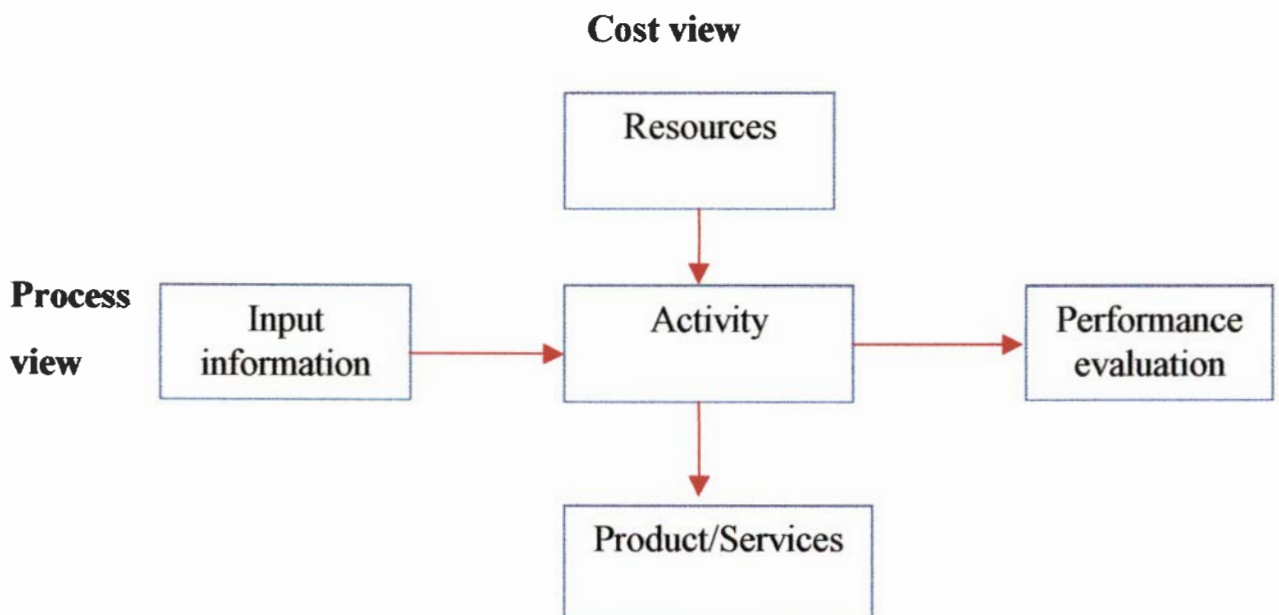 Cost view
Resources
Process
view
Input
information
Activity
Performance
evaluation
Product/Services